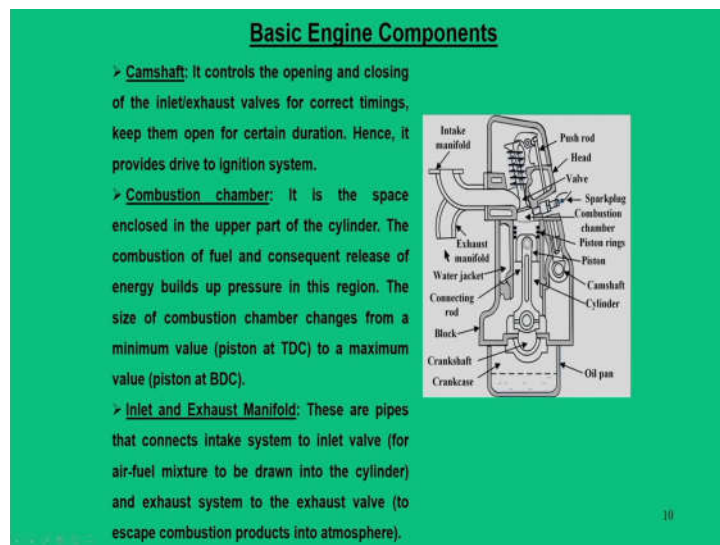 Basic Engine Components
➢ Camshaft: It controls the opening and closing
of the inlet/exhaust valves for correct timings,
keep them open for certain duration. Hence, it
provides drive to ignition system.
➢ Combustion chamber: It is the space
enclosed in the upper part of the cylinder. The
combustion of fuel and consequent release of
energy builds up pressure in this region. The
size of combustion chamber changes from a
minimum value (piston at TDC) to a maximum
value (piston at BDC).
➢ Inlet and Exhaust Manifold: These are pipes
that connects intake system to inlet valve (for
air-fuel mixture to be drawn into the cylinder)
and exhaust system to the exhaust valve (to
escape combustion products into atmosphere).
Intake
manifold
Push rod
Head
Valve
Sparkplug
Combustion
chamber
Piston rings
Exhaust
manifold
Piston
Water jacket
Camshaft
Connecting
rod
Cylinder
Block
Crankshaft
Crankcase
Oil pan
10